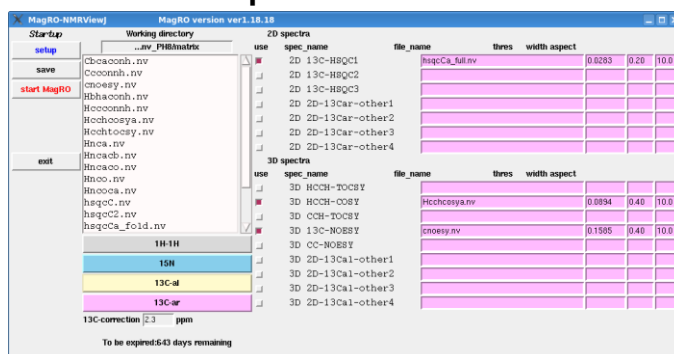 MagRO-NMRViewJ MagRO version ver1.18.18
Startup Working directory 2D spectra
setup ...nv_PH8/matrix use spec_name file_name thres width aspect
save
start MagRO
exit
Cbcaconh.nv
Ccconnh.nv
cnoesy.nv
Hbhaconh.nv
Hccconnh.nv
Hcchcosya.nv
Hcchtocsy.nv
Hnca.nv
Hncacb.nv
Hncaco.nv
Hnco.nv
Hncoca.nv
hsqcC.nv
hsqcC2.nv
hsqcCa_fold.nv
1H-1H
15N
13C-al
13C-ar
13C-correction 2.3 ppm
To be expired:643 days remaining
2D 13C-HSQC1 hsqcCa_full.nv 0.0283 0.20 10.0
2D 13C-HSQC2
2D 13C-HSQC3
2D 2D-13Car-other1
2D 2D-13Car-other2
2D 2D-13Car-other3
2D 2D-13Car-other4
3D spectra
use spec_name file_name thres width aspect
3D HCCH-TOCSY
3D HCCH-COSY Hcchcosya.nv 0.0894 0.40 10.0
3D CCH-TOCSY
3D 13C-NOESY cnoesy.nv 0.1585 0.40 10.0
3D CC-NOESY
3D 2D-13Cal-other1
3D 2D-13Cal-other2
3D 2D-13Cal-other3
3D 2D-13Cal-other4